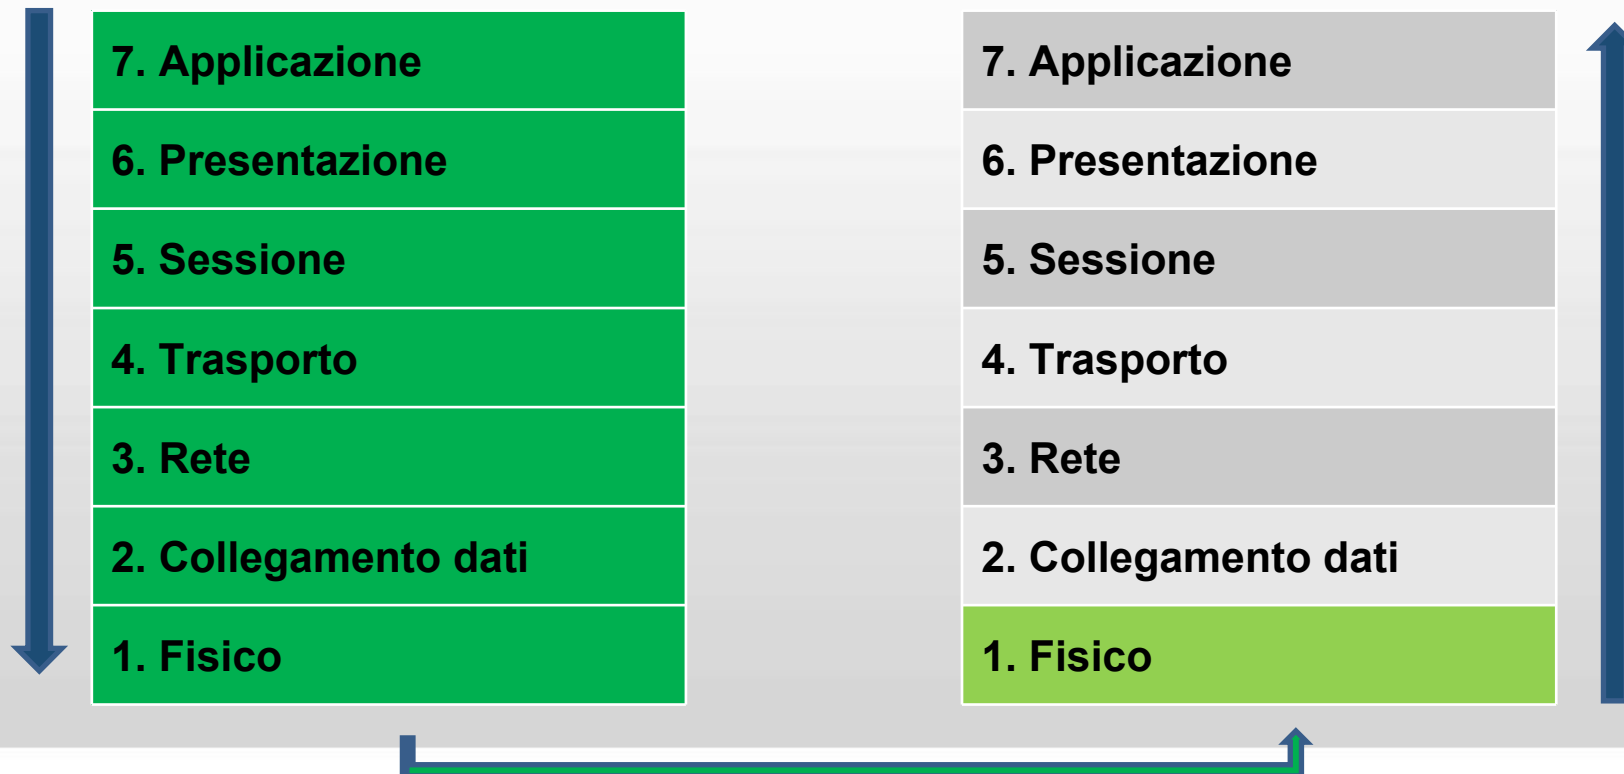 7. Applicazione
6. Presentazione
5. Sessione
4. Trasporto
3. Rete
2. Collegamento dati
1. Fisico
7. Applicazione
6. Presentazione
5. Sessione
4. Trasporto
3. Rete
2. Collegamento dati
1. Fisico